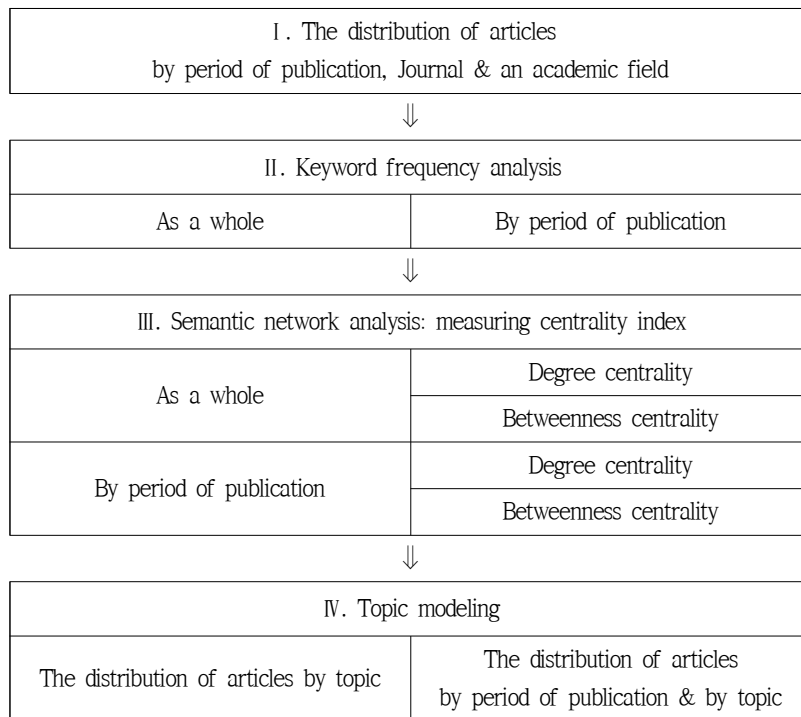 Ⅰ. The distribution of articles
by period of publication, Journal & an academic field
⇓
Ⅱ. Keyword frequency analysis
As a whole
By period of publication
⇓
Ⅲ. Semantic network analysis: measuring centrality index
As a whole
Degree centrality
Betweenness centrality
By period of publication
Degree centrality
Betweenness centrality
⇓
Ⅳ. Topic modeling
The distribution of articles by topic
The distribution of articles
by period of publication & by topic